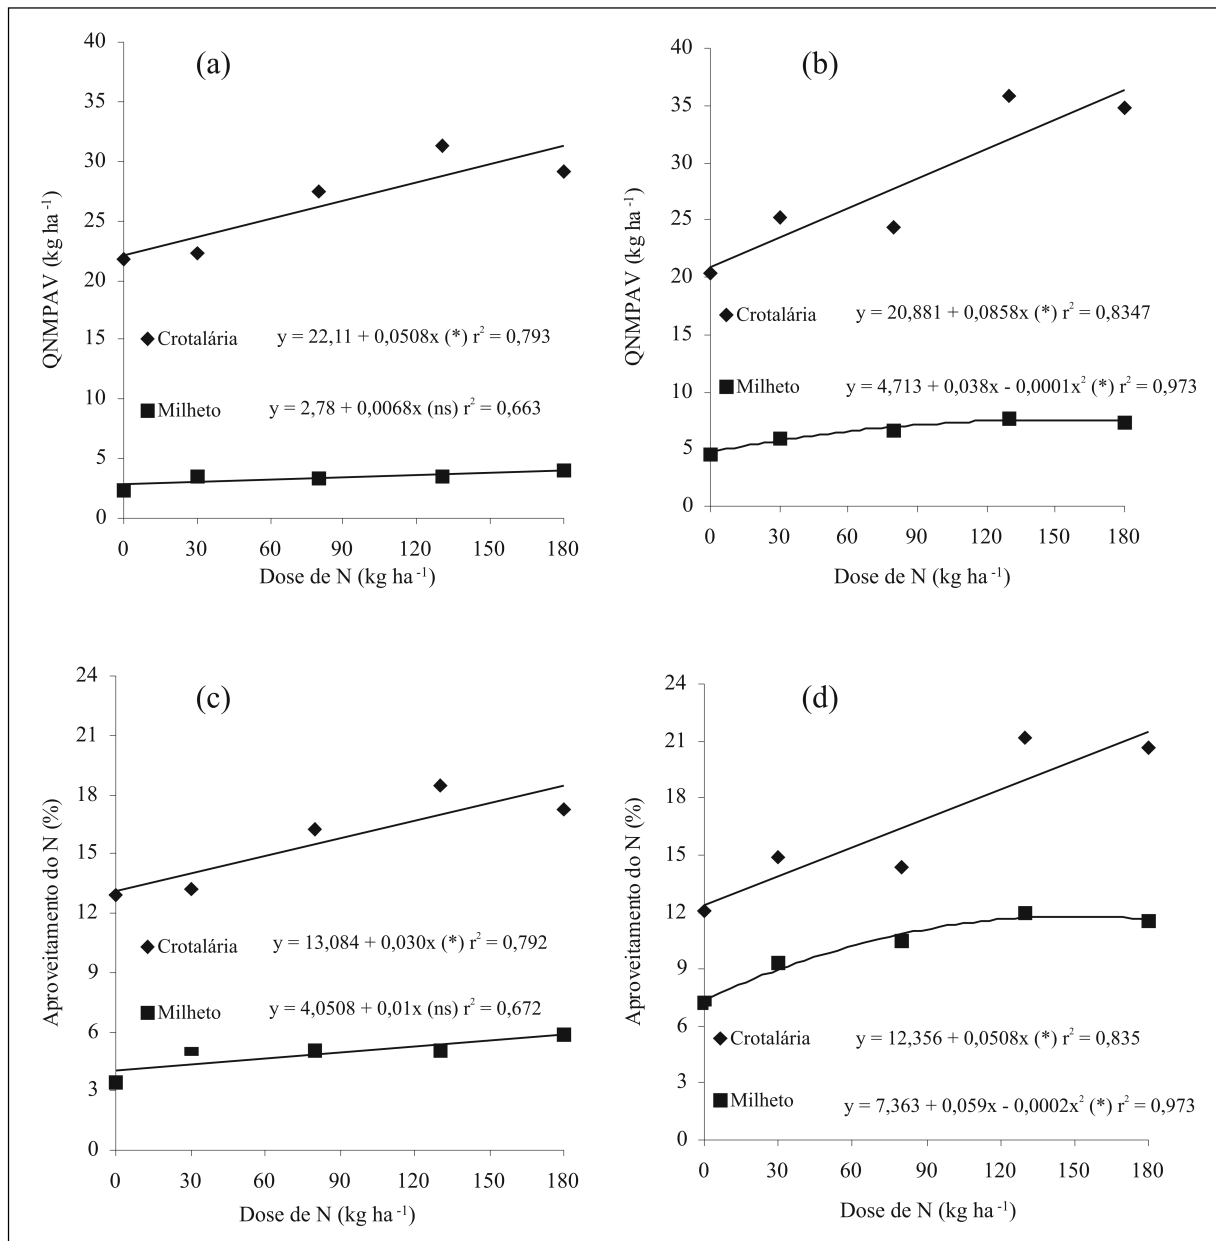 (a)
40
35
30
25
20
15
10
5
0
QNMPAV (kg ha⁻¹)
Crotalária y = 22,11 + 0,0508x (*) r² = 0,793
Milheto y = 2,78 + 0,0068x (ns) r² = 0,663
0 30 60 90 120 150 180
Dose de N (kg ha⁻¹)
(b)
40
35
30
25
20
15
10
5
0
QNMPAV (kg ha⁻¹)
Crotalária y = 20,881 + 0,0858x (*) r² = 0,8347
Milheto y = 4,713 + 0,038x - 0,0001x² (*) r² = 0,973
0 30 60 90 120 150 180
Dose de N (kg ha⁻¹)
(c)
24
21
18
15
12
9
6
3
0
Aproveitamento do N (%)
Crotalária y = 13,084 + 0,030x (*) r² = 0,792
Milheto y = 4,0508 + 0,01x (ns) r² = 0,672
0 30 60 90 120 150 180
Dose de N (kg ha⁻¹)
(d)
24
21
18
15
12
9
6
3
0
Aproveitamento do N (%)
Crotalária y = 12,356 + 0,0508x (*) r² = 0,835
Milheto y = 7,363 + 0,059x - 0,0002x² (*) r² = 0,973
0 30 60 90 120 150 180
Dose de N (kg ha⁻¹)